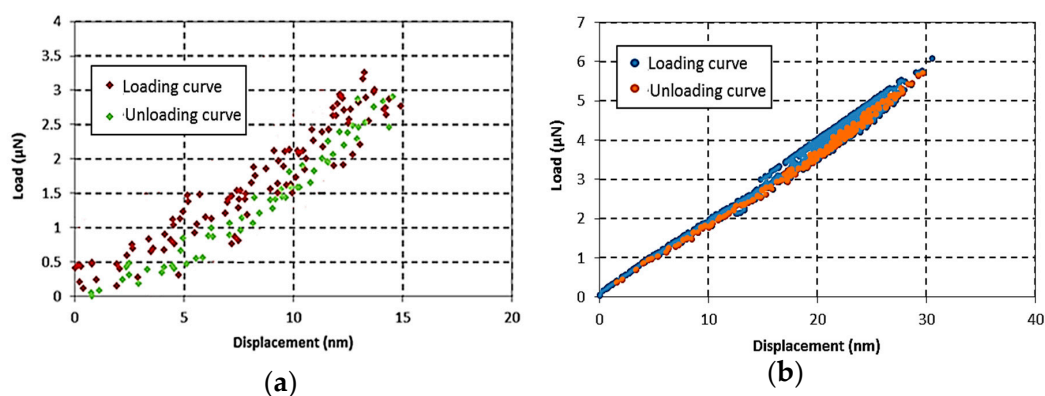 4
3.5
3
2.5
2
1.5
1
0.5
0
0 5 10 15 20
Load (μN)
Displacement (nm)
Loading curve
Unloading curve
(a)
7
6
5
4
3
2
1
0
0 10 20 30 40
Load (μN)
Displacement (nm)
Loading curve
Unloading curve
(b)